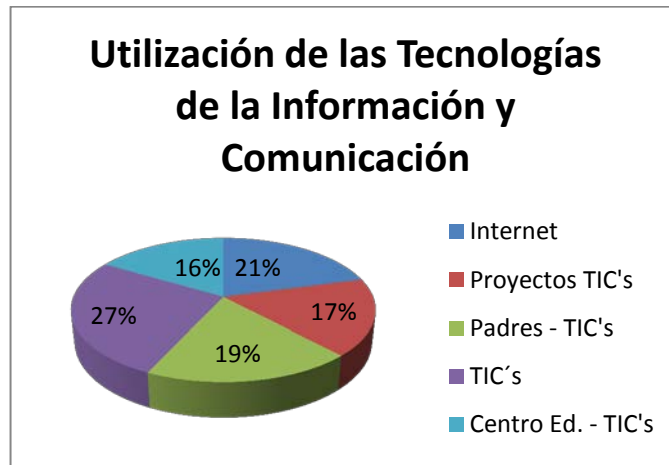 Utilización de las Tecnologías
de la Información y
Comunicación
16%
21%
27%
17%
19%
Internet
Proyectos TIC's
Padres - TIC's
TIC´s
Centro Ed. - TIC's